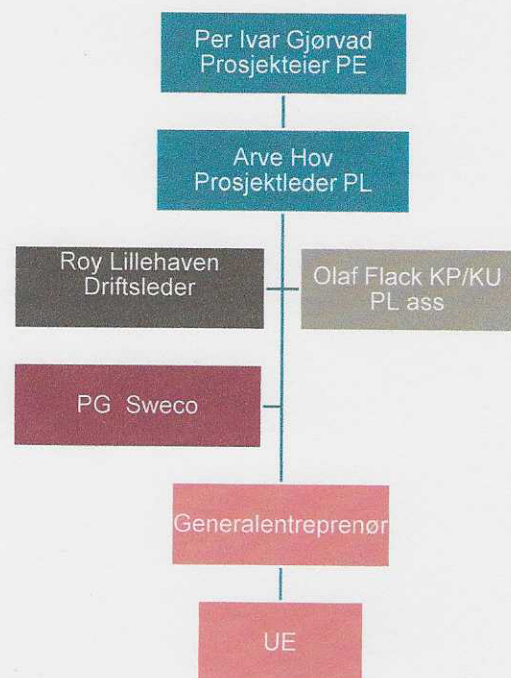 Per Ivar Gjørvad
Prosjekteier PE
Arve Hov
Prosjektleder PL
Roy Lillehaven
Driftsleder
Olaf Flack KP/KU
PL ass
PG Sweco
Generalentreprenør
UE